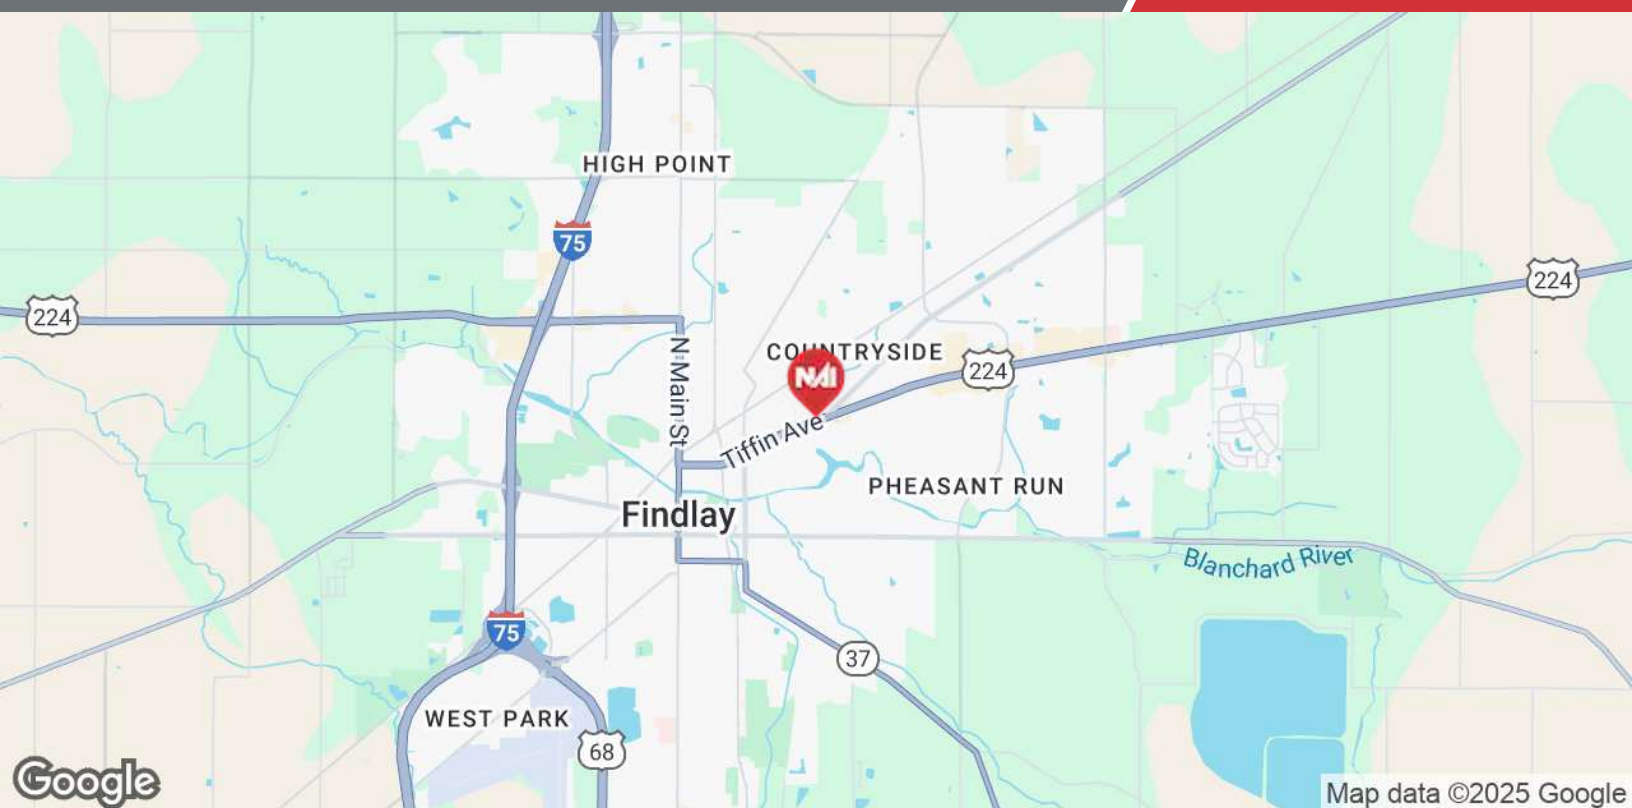 HIGH POINT
75
224
224
N Main St
COUNTRYSIDE
NAI
224
Tiffin Ave
PHEASANT RUN
Findlay
Blanchard River
75
37
WEST PARK
68
Google
Map data ©2025 Google